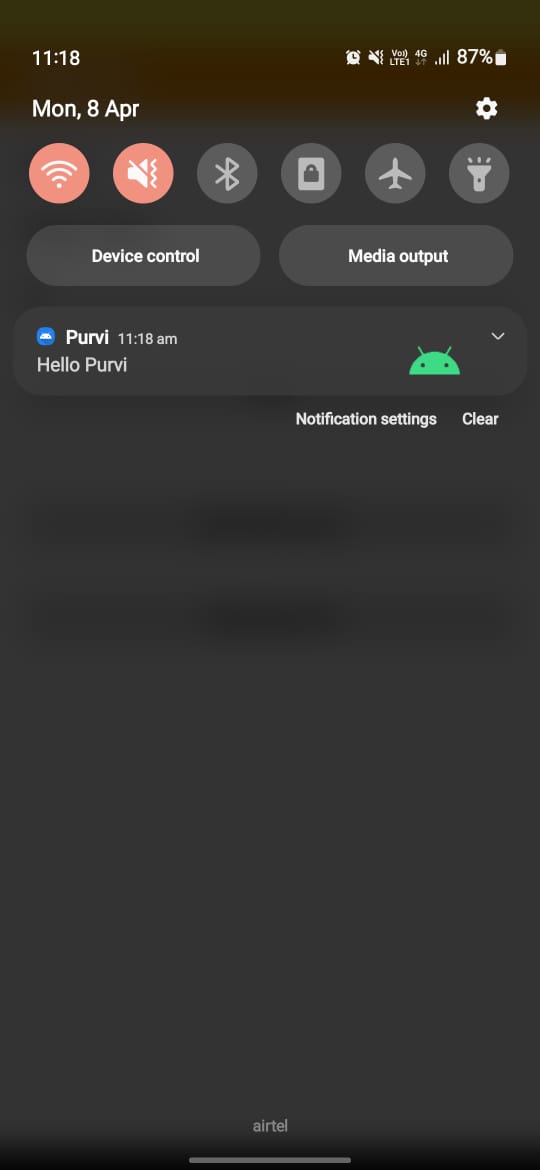 11:18
Vo)) LTE1 4G 87%
Mon, 8 Apr
Device control Media output
Purvi 11:18 am
Hello Purvi
Notification settings Clear
airtel